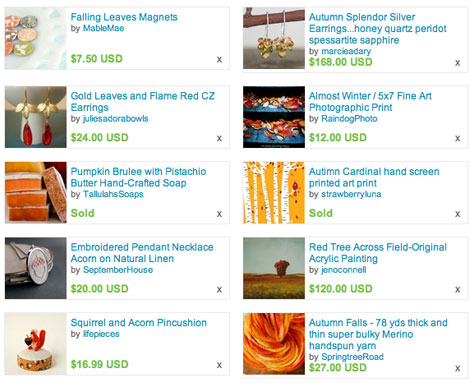 Falling Leaves Magnets
by MableMae
$7.50 USD
x
Autumn Splendor Silver
Earrings...honey quartz peridot
spessartite sapphire
by marcieadary
$168.00 USD
x
Gold Leaves and Flame Red CZ
Earrings
by juliesadorabowls
$24.00 USD
x
Almost Winter / 5x7 Fine Art
Photographic Print
by RaindogPhoto
$12.00 USD
x
Pumpkin Brulee with Pistachio
Butter Hand-Crafted Soap
by TallulahsSoaps
Sold
x
Autimn Cardinal hand screen
printed art print
by strawberryluna
Sold
x
Embroidered Pendant Necklace
Acorn on Natural Linen
by SeptemberHouse
$20.00 USD
x
Red Tree Across Field-Original
Acrylic Painting
by jenoconnell
$120.00 USD
x
Squirrel and Acorn Pincushion
by lifepieces
$16.99 USD
x
Autumn Falls - 78 yds thick and
thin super bulky Merino
handspun yarn
by SpringtreeRoad
$27.00 USD
x